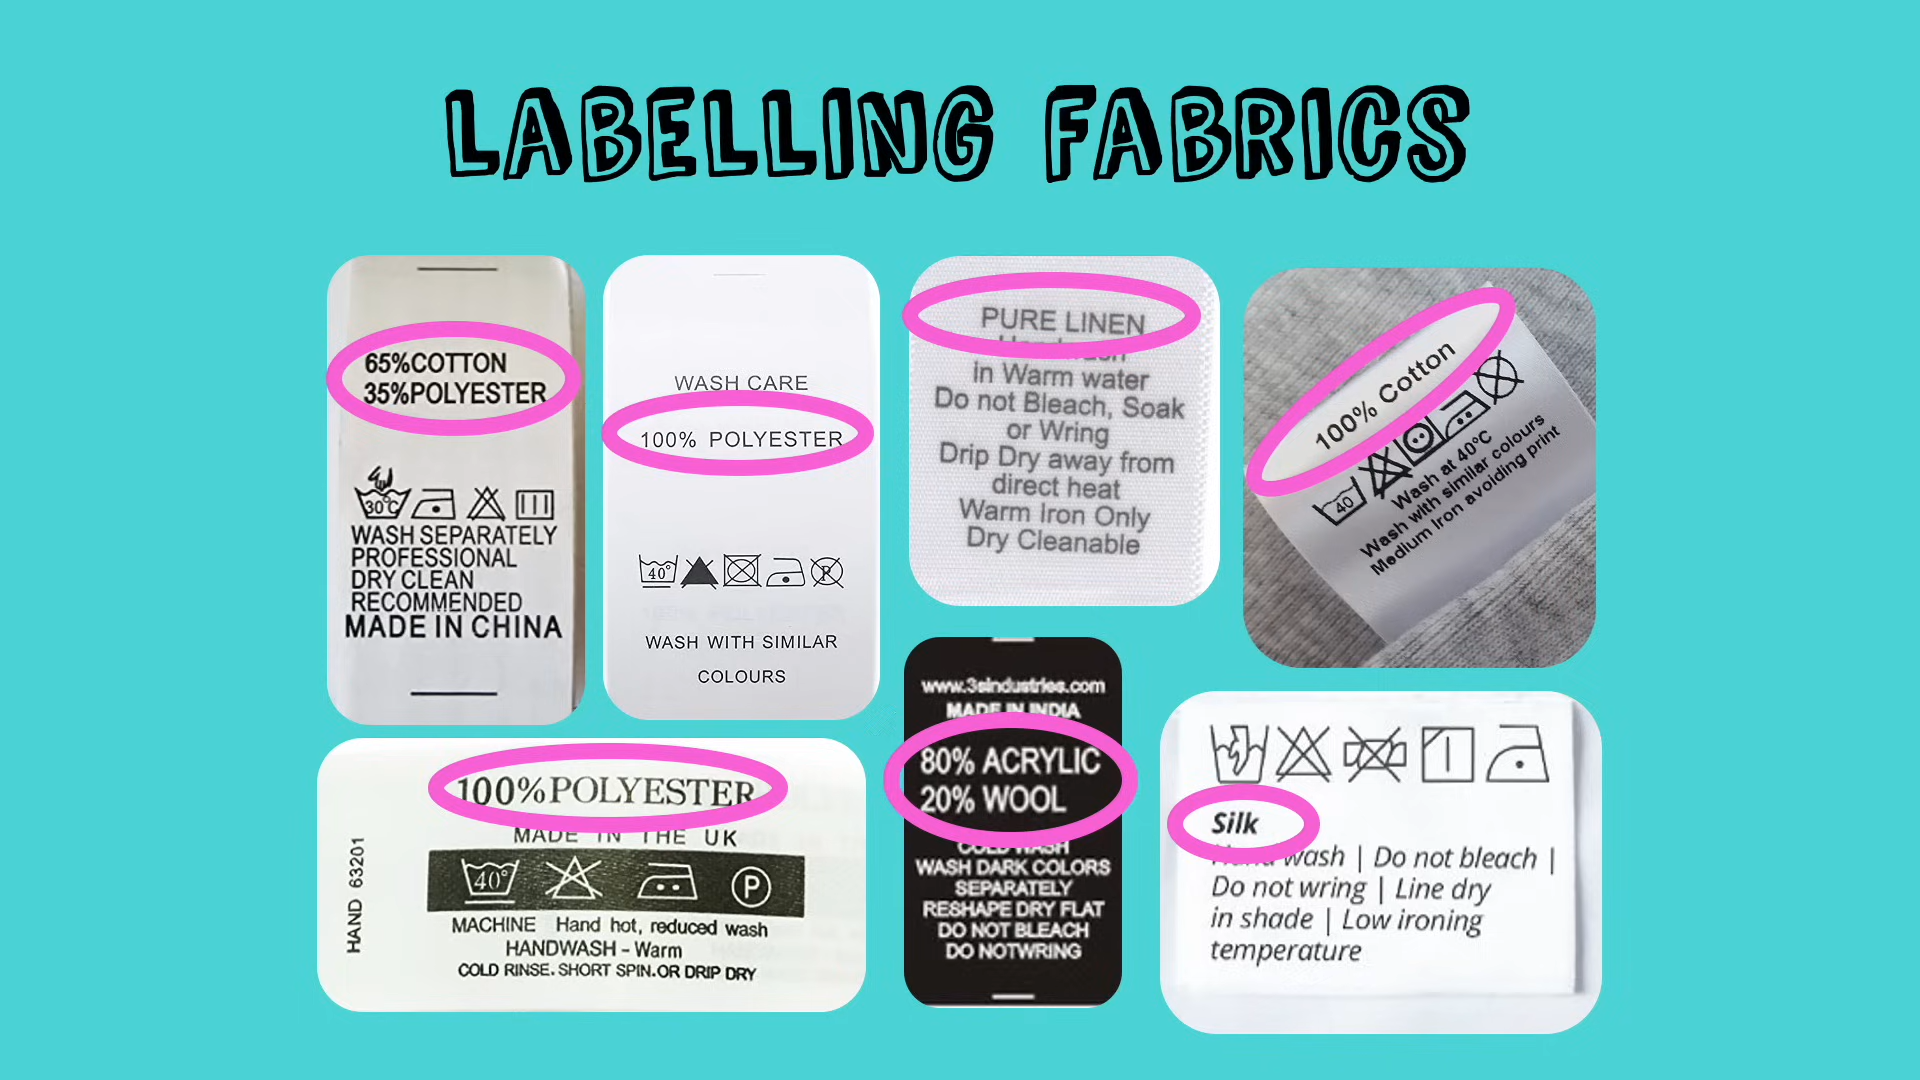 LABELLING FABRICS
65%COTTON
35%POLYESTER
30°C
WASH SEPARATELY
PROFESSIONAL
DRY CLEAN
RECOMMENDED
MADE IN CHINA
WASH CARE
100% POLYESTER
40°
P
WASH WITH SIMILAR
COLOURS
PURE LINEN
in Warm water
Do not Bleach, Soak
or Wring
Drip Dry away from
direct heat
Warm Iron Only
Dry Cleanable
100% Cotton
40
Wash at 40°C
Wash with similar colours
Medium Iron avoiding print
100%POLYESTER
MADE IN THE UK
HAND 63201
40°
P
MACHINE Hand hot, reduced wash
HANDWASH - Warm
COLD RINSE. SHORT SPIN. OR DRIP DRY
www.3sindustries.com
MADE IN INDIA
80% ACRYLIC
20% WOOL
COLD WASH
WASH DARK COLORS
SEPARATELY
RESHAPE DRY FLAT
DO NOT BLEACH
DO NOTWRING
Silk
wash | Do not bleach |
Do not wring | Line dry
in shade | Low ironing
temperature